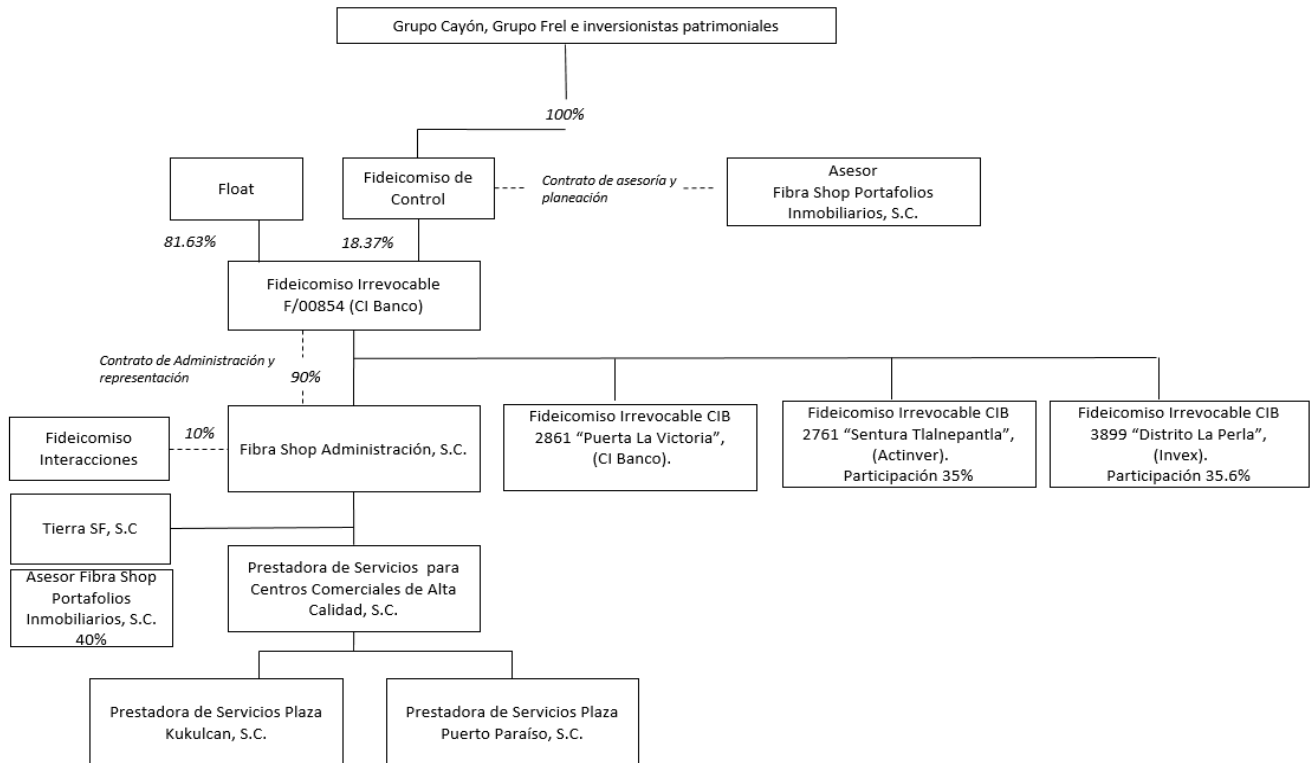 Grupo Cayón, Grupo Frel e inversionistas patrimoniales
100%
Float
Fideicomiso de
Control
Contrato de asesoría y
planeación
Asesor
Fibra Shop Portafolios
Inmobiliarios, S.C.
81.63%
18.37%
Fideicomiso Irrevocable
F/00854 (CI Banco)
Contrato de Administración y
representación
90%
Fideicomiso
Interacciones
10%
Fibra Shop Administración, S.C.
Fideicomiso Irrevocable CIB
2861 “Puerta La Victoria”,
(CI Banco).
Fideicomiso Irrevocable CIB
2761 “Sentura Tlalnepantla”,
(Actinver).
Participación 35%
Fideicomiso Irrevocable CIB
3899 “Distrito La Perla”,
(Invex).
Participación 35.6%
Tierra SF, S.C
Asesor Fibra Shop
Portafolios
Inmobiliarios, S.C.
40%
Prestadora de Servicios para
Centros Comerciales de Alta
Calidad, S.C.
Prestadora de Servicios Plaza
Kukulcan, S.C.
Prestadora de Servicios Plaza
Puerto Paraíso, S.C.